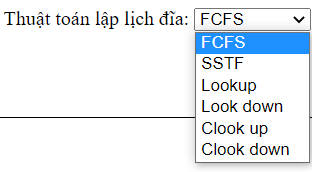 Thuật toán lập lịch đĩa: FCFS
FCFS
SSTF
Lookup
Look down
Clook up
Clook down